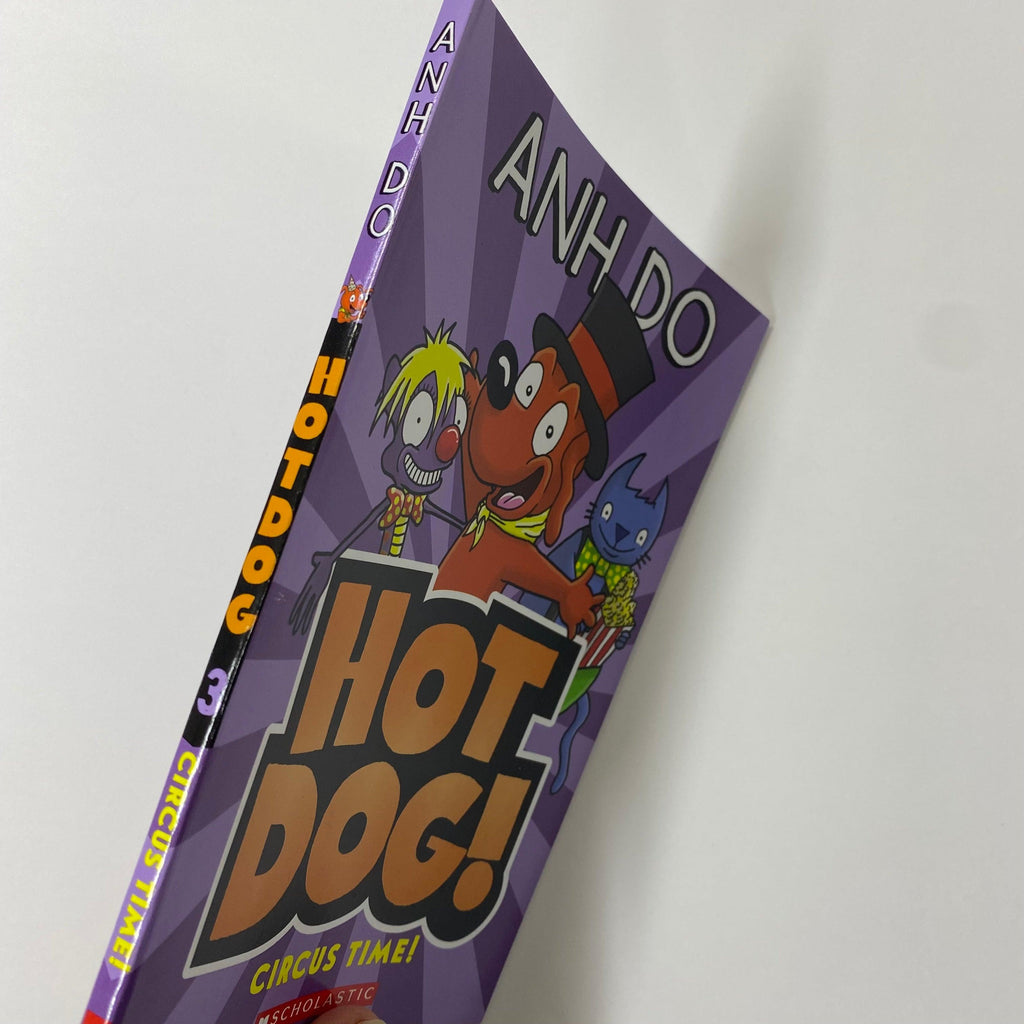 ANH DO
HOTDOG
3
CIRCUS TIME!
ANH DO
HOT
DOG!
CIRCUS TIME!
SCHOLASTIC